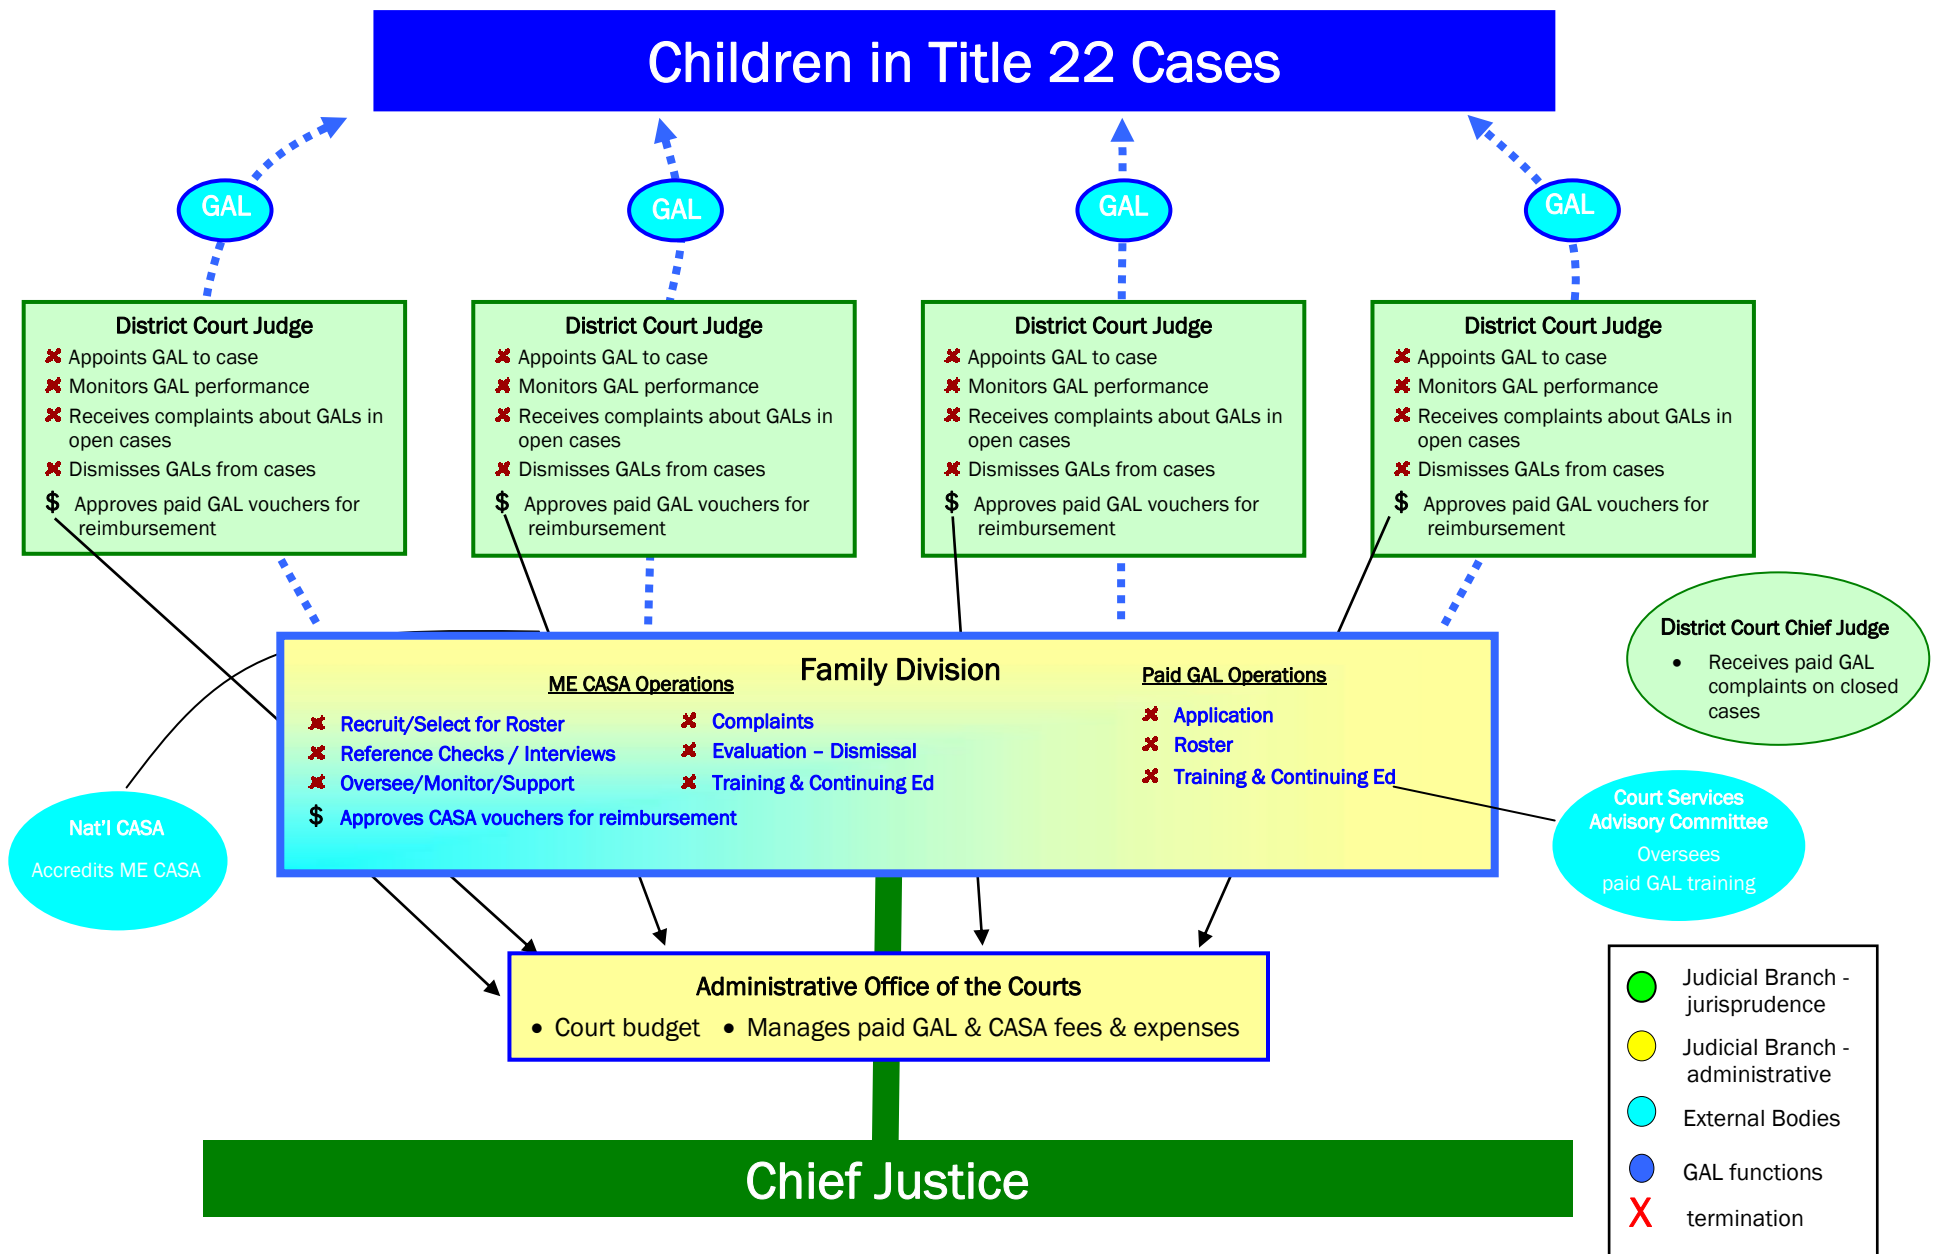 Children in Title 22 Cases
GAL
GAL
GAL
GAL
District Court Judge
Appoints GAL to case
Monitors GAL performance
Receives complaints about GALs in
open cases
Dismisses GALs from cases
$ Approves paid GAL vouchers for
reimbursement
District Court Judge
Appoints GAL to case
Monitors GAL performance
Receives complaints about GALs in
open cases
Dismisses GALs from cases
$ Approves paid GAL vouchers for
reimbursement
District Court Judge
Appoints GAL to case
Monitors GAL performance
Receives complaints about GALs in
open cases
Dismisses GALs from cases
$ Approves paid GAL vouchers for
reimbursement
District Court Judge
Appoints GAL to case
Monitors GAL performance
Receives complaints about GALs in
open cases
Dismisses GALs from cases
$ Approves paid GAL vouchers for
reimbursement
District Court Chief Judge
• Receives paid GAL
complaints on closed
cases
Family Division
ME CASA Operations
Recruit/Select for Roster
Reference Checks / Interviews
Oversee/Monitor/Support
$ Approves CASA vouchers for reimbursement
Complaints
Evaluation – Dismissal
Training & Continuing Ed
Paid GAL Operations
Application
Roster
Training & Continuing Ed
Nat'l CASA
Accredits ME CASA
Court Services
Advisory Committee
Oversees
paid GAL training
Administrative Office of the Courts
• Court budget • Manages paid GAL & CASA fees & expenses
Chief Justice
Judicial Branch -
jurisprudence
Judicial Branch -
administrative
External Bodies
GAL functions
X termination